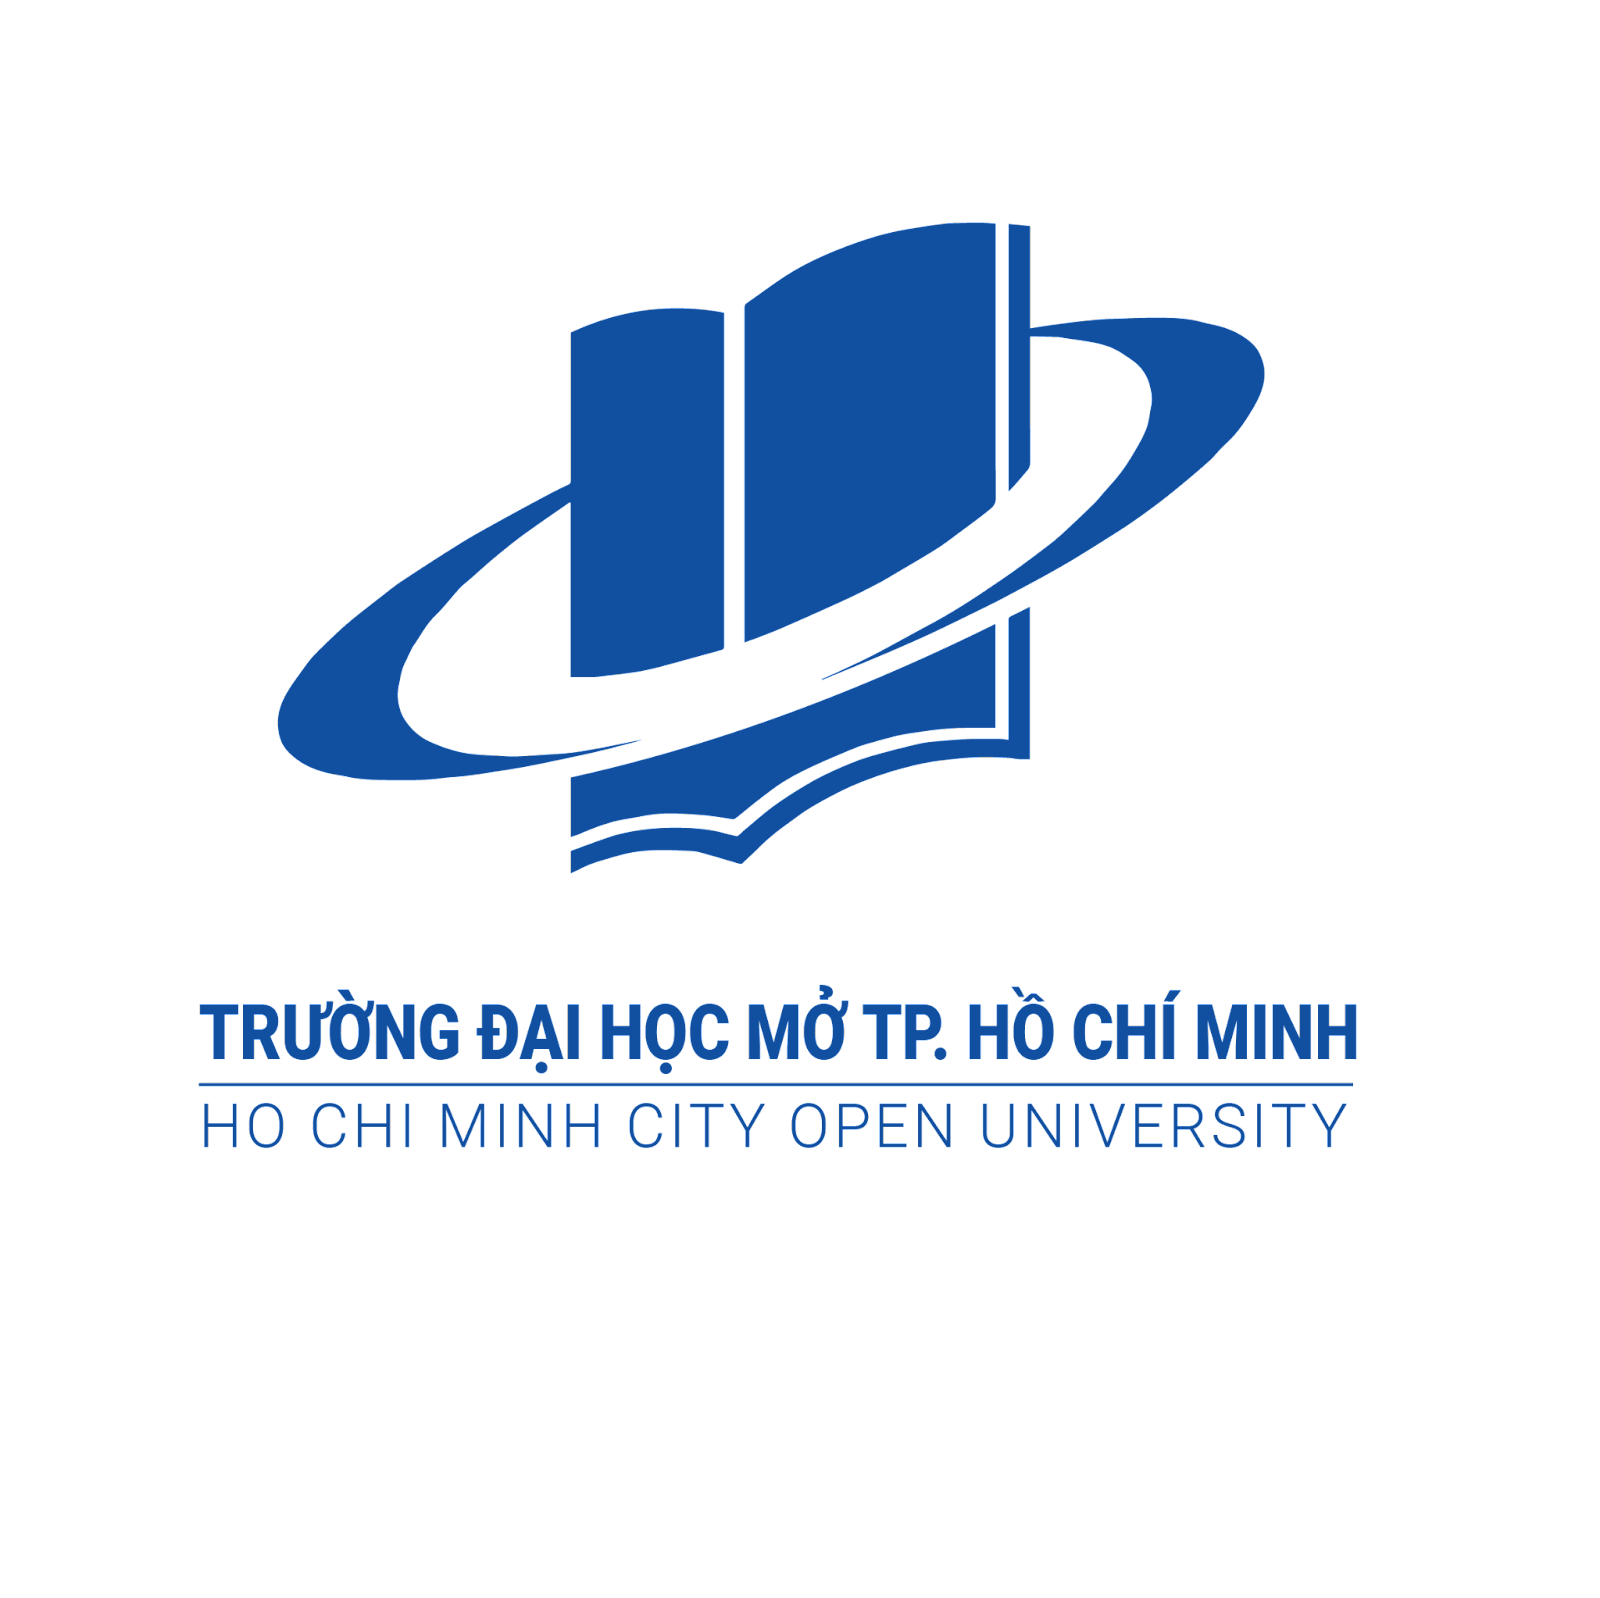 TRƯỜNG ĐẠI HỌC MỞ TP. HỒ CHÍ MINH
HO CHI MINH CITY OPEN UNIVERSITY